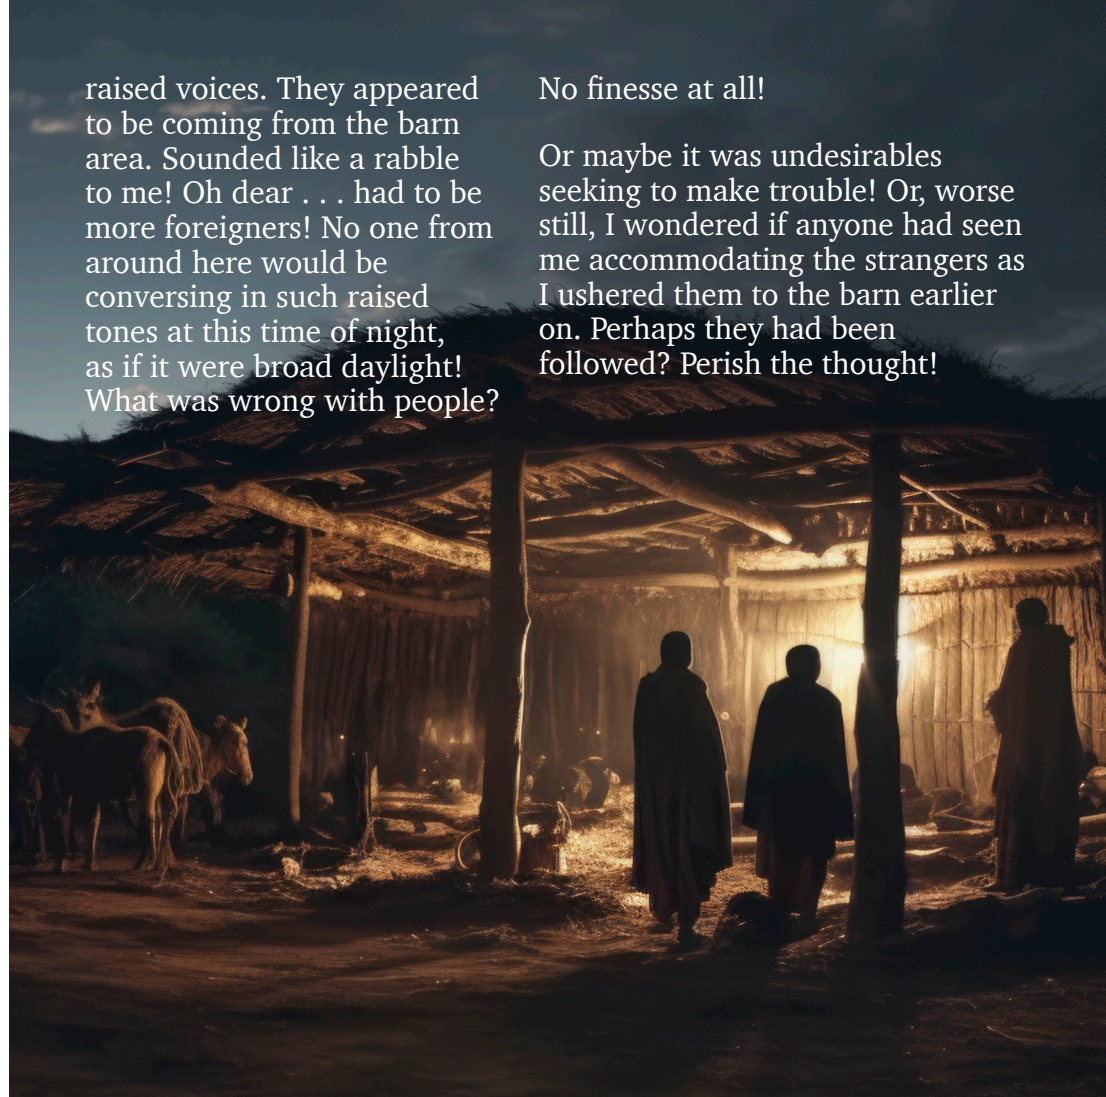 raised voices. They appeared
to be coming from the barn
area. Sounded like a rabble
to me! Oh dear . . . had to be
more foreigners! No one from
around here would be
conversing in such raised
tones at this time of night,
as if it were broad daylight!
What was wrong with people?
No finesse at all!
Or maybe it was undesirables
seeking to make trouble! Or, worse
still, I wondered if anyone had seen
me accommodating the strangers as
I ushered them to the barn earlier
on. Perhaps they had been
followed? Perish the thought!